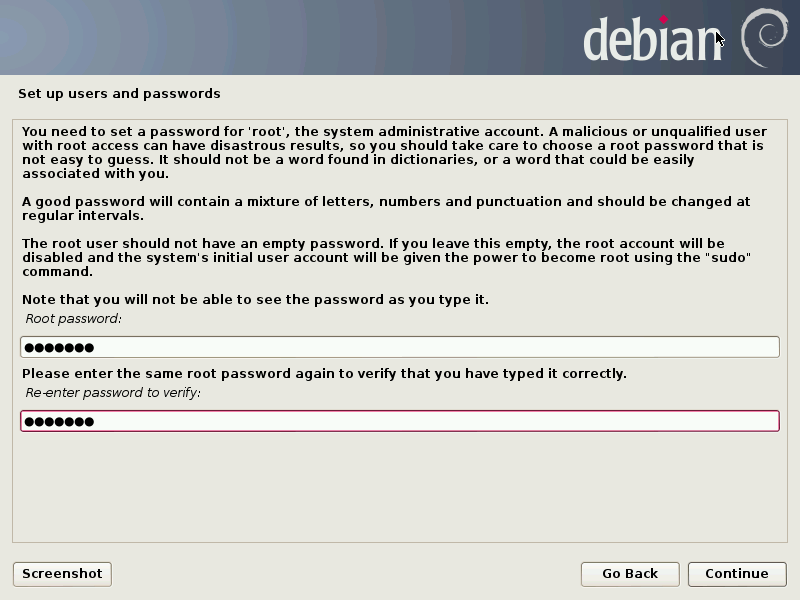 debian
Set up users and passwords
You need to set a password for 'root', the system administrative account. A malicious or unqualified user
with root access can have disastrous results, so you should take care to choose a root password that is
not easy to guess. It should not be a word found in dictionaries, or a word that could be easily
associated with you.
A good password will contain a mixture of letters, numbers and punctuation and should be changed at
regular intervals.
The root user should not have an empty password. If you leave this empty, the root account will be
disabled and the system's initial user account will be given the power to become root using the "sudo"
command.
Note that you will not be able to see the password as you type it.
Root password:
●●●●●●●
Please enter the same root password again to verify that you have typed it correctly.
Re-enter password to verify:
●●●●●●●
Screenshot
Go Back
Continue